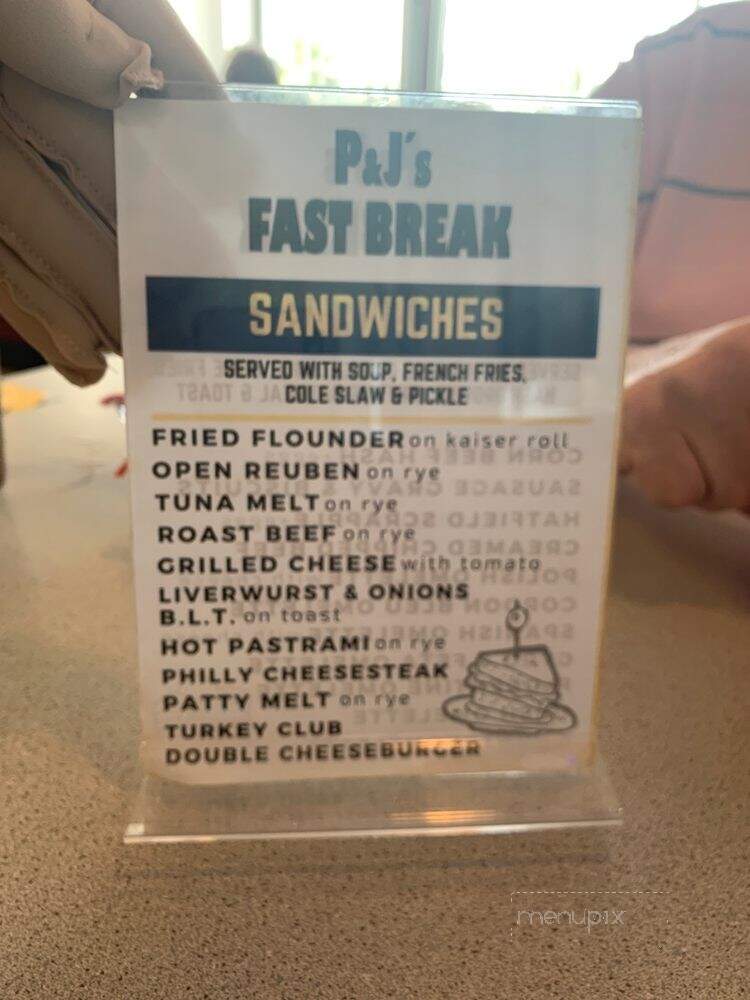 P&J's
FAST BREAK
SANDWICHES
SERVED WITH SOUP, FRENCH FRIES,
COLE SLAW & PICKLE
FRIED FLOUNDER on kaiser roll
OPEN REUBEN on rye
TUNA MELT on rye
ROAST BEEF on rye
GRILLED CHEESE with tomato
LIVERWURST & ONIONS
B.L.T. on toast
HOT PASTRAMI on rye
PHILLY CHEESESTEAK
PATTY MELT on rye
TURKEY CLUB
DOUBLE CHEESEBURGER
menupix